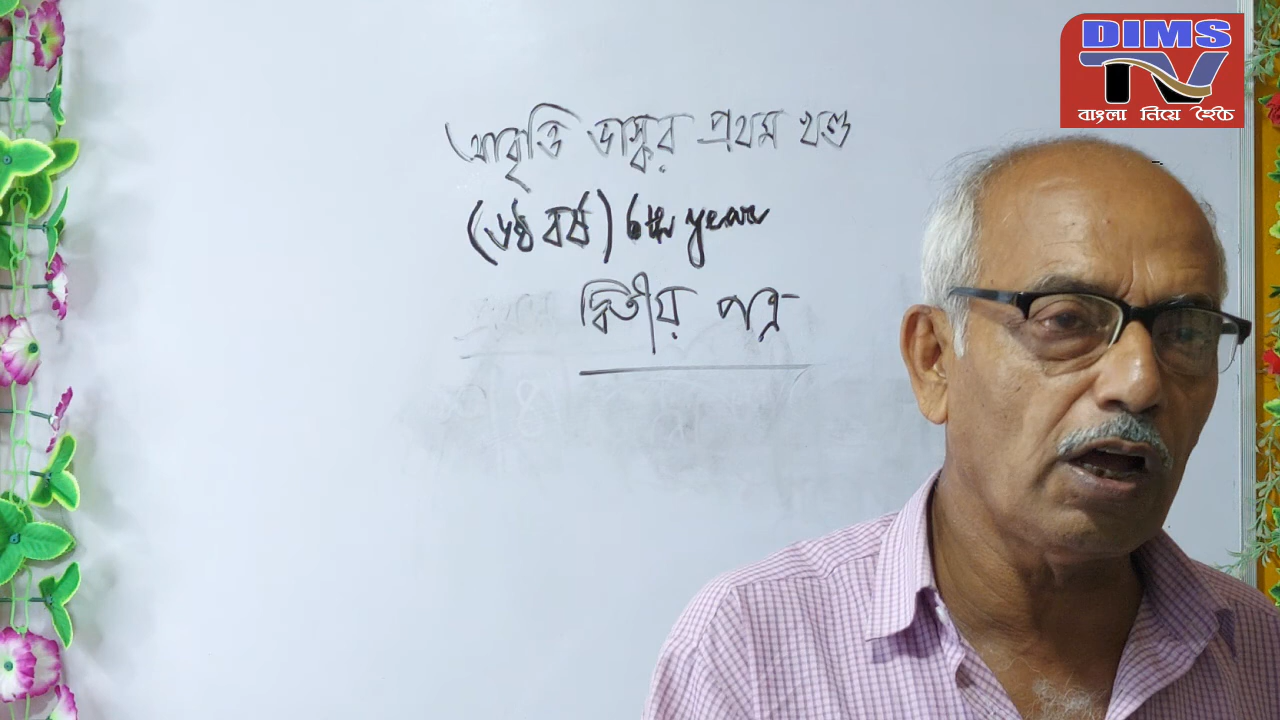 DIMS
TV
বাংলা নিয়ে হৈচৈ
আবৃত্তি ভাস্কর প্রথম খণ্ড
(৬ষ্ঠ বর্ষ) 6th year
দ্বিতীয় পত্র